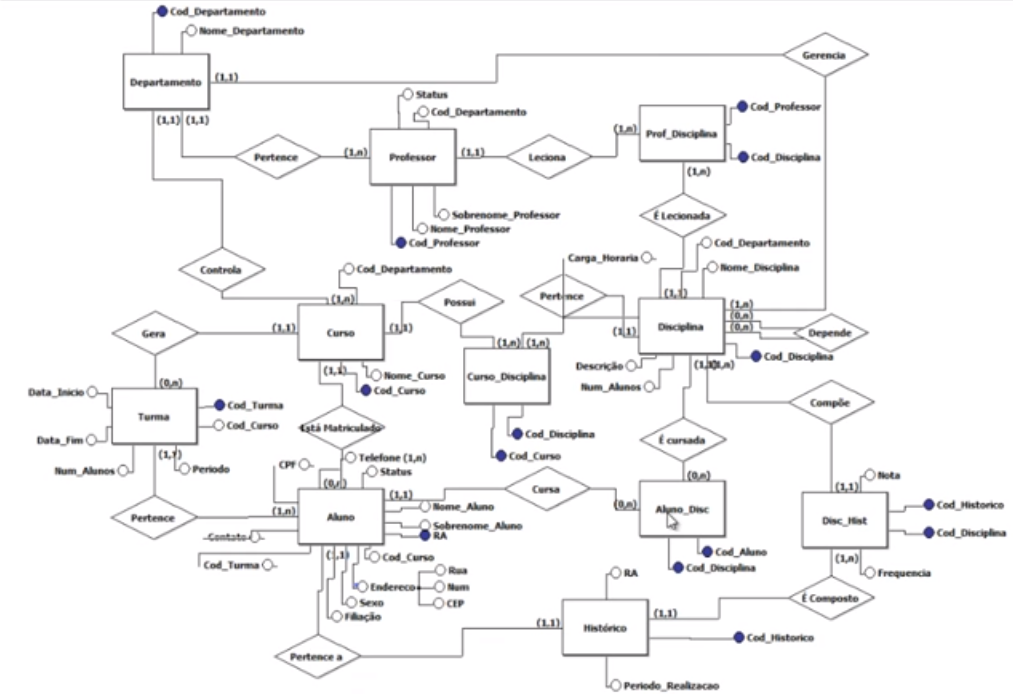 Cod_Departamento
Nome_Departamento
Departamento
(1,1)
Gerencia
(1,1) (1,1)
Status
Cod_Departamento
Pertence
(1,n)
Professor
(1,1)
Leciona
(1,n)
Prof_Disciplina
Cod_Professor
Cod_Disciplina
(1,n)
Sobrenome_Professor
Nome_Professor
Cod_Professor
É Lecionada
Controla
Cod_Departamento
Carga_Horaria
Cod_Departamento
Nome_Disciplina
(1,n)
Possui
Pertence
(1,1)
Gera
(1,1)
Curso
(1,1)
(1,1)
Disciplina
(1,n)
(0,n)
(0,n)
Depende
(1,n) (1,n)
Cod_Disciplina
(1,1)
Nome_Curso
Cod_Curso
Curso_Disciplina
Descrição
Num_Alunos
(1,1)(1,n)
(0,n)
Data_Inicio
Turma
Cod_Turma
Cod_Curso
Data_Fim
Num_Alunos
(1,1)
Periodo
Está Matriculado
Cod_Disciplina
Cod_Curso
É cursada
Compõe
CPF
Telefone (1,n)
Status
(0,n)
(1,1)
Cursa
(0,n)
(0,n)
Aluno_Disc
Cod_Aluno
Cod_Disciplina
Pertence
(1,n)
Aluno
Nome_Aluno
Sobrenome_Aluno
RA
Contato
Cod_Turma
(1,1)
Cod_Curso
Endereco
Rua
Num
CEP
Sexo
Filiação
Nota
(1,1)
Disc_Hist
Cod_Historico
Cod_Disciplina
(1,n)
Frequencia
É Composto
RA
(1,1)
Histórico
(1,1)
Cod_Historico
Pertence a
Periodo_Realizacao